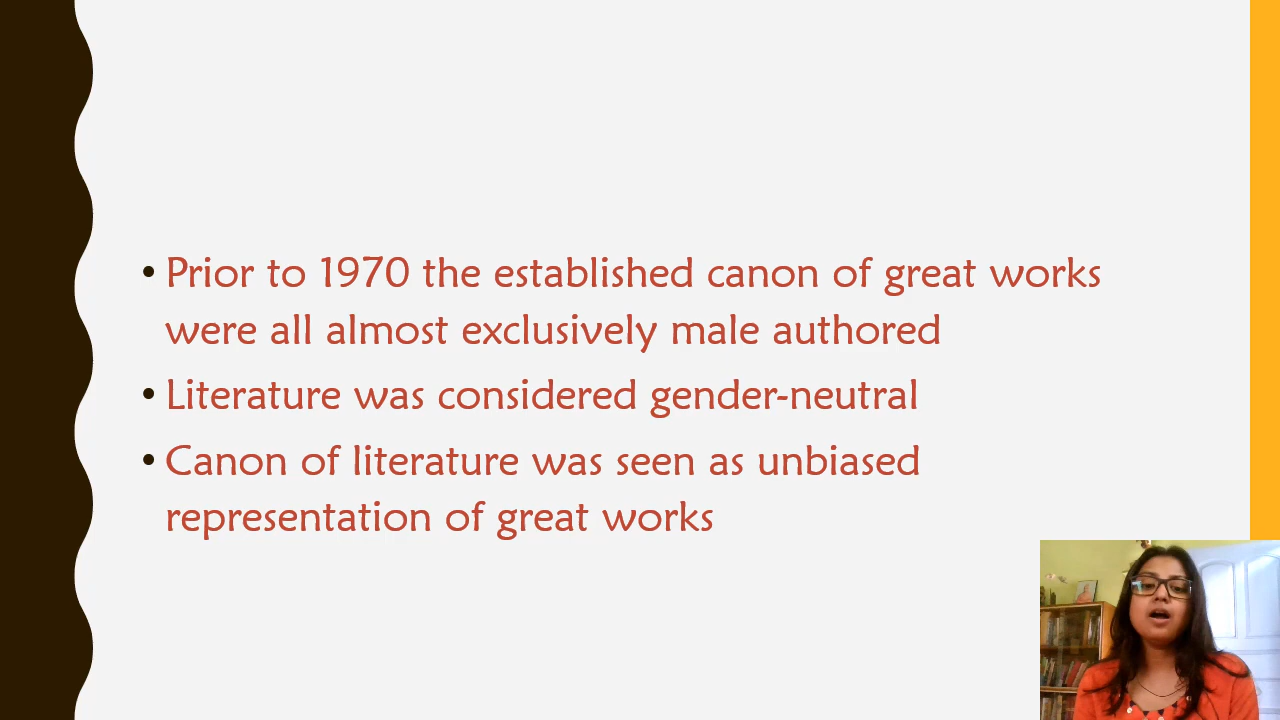 • Prior to 1970 the established canon of great works
were all almost exclusively male authored
• Literature was considered gender-neutral
• Canon of literature was seen as unbiased
representation of great works